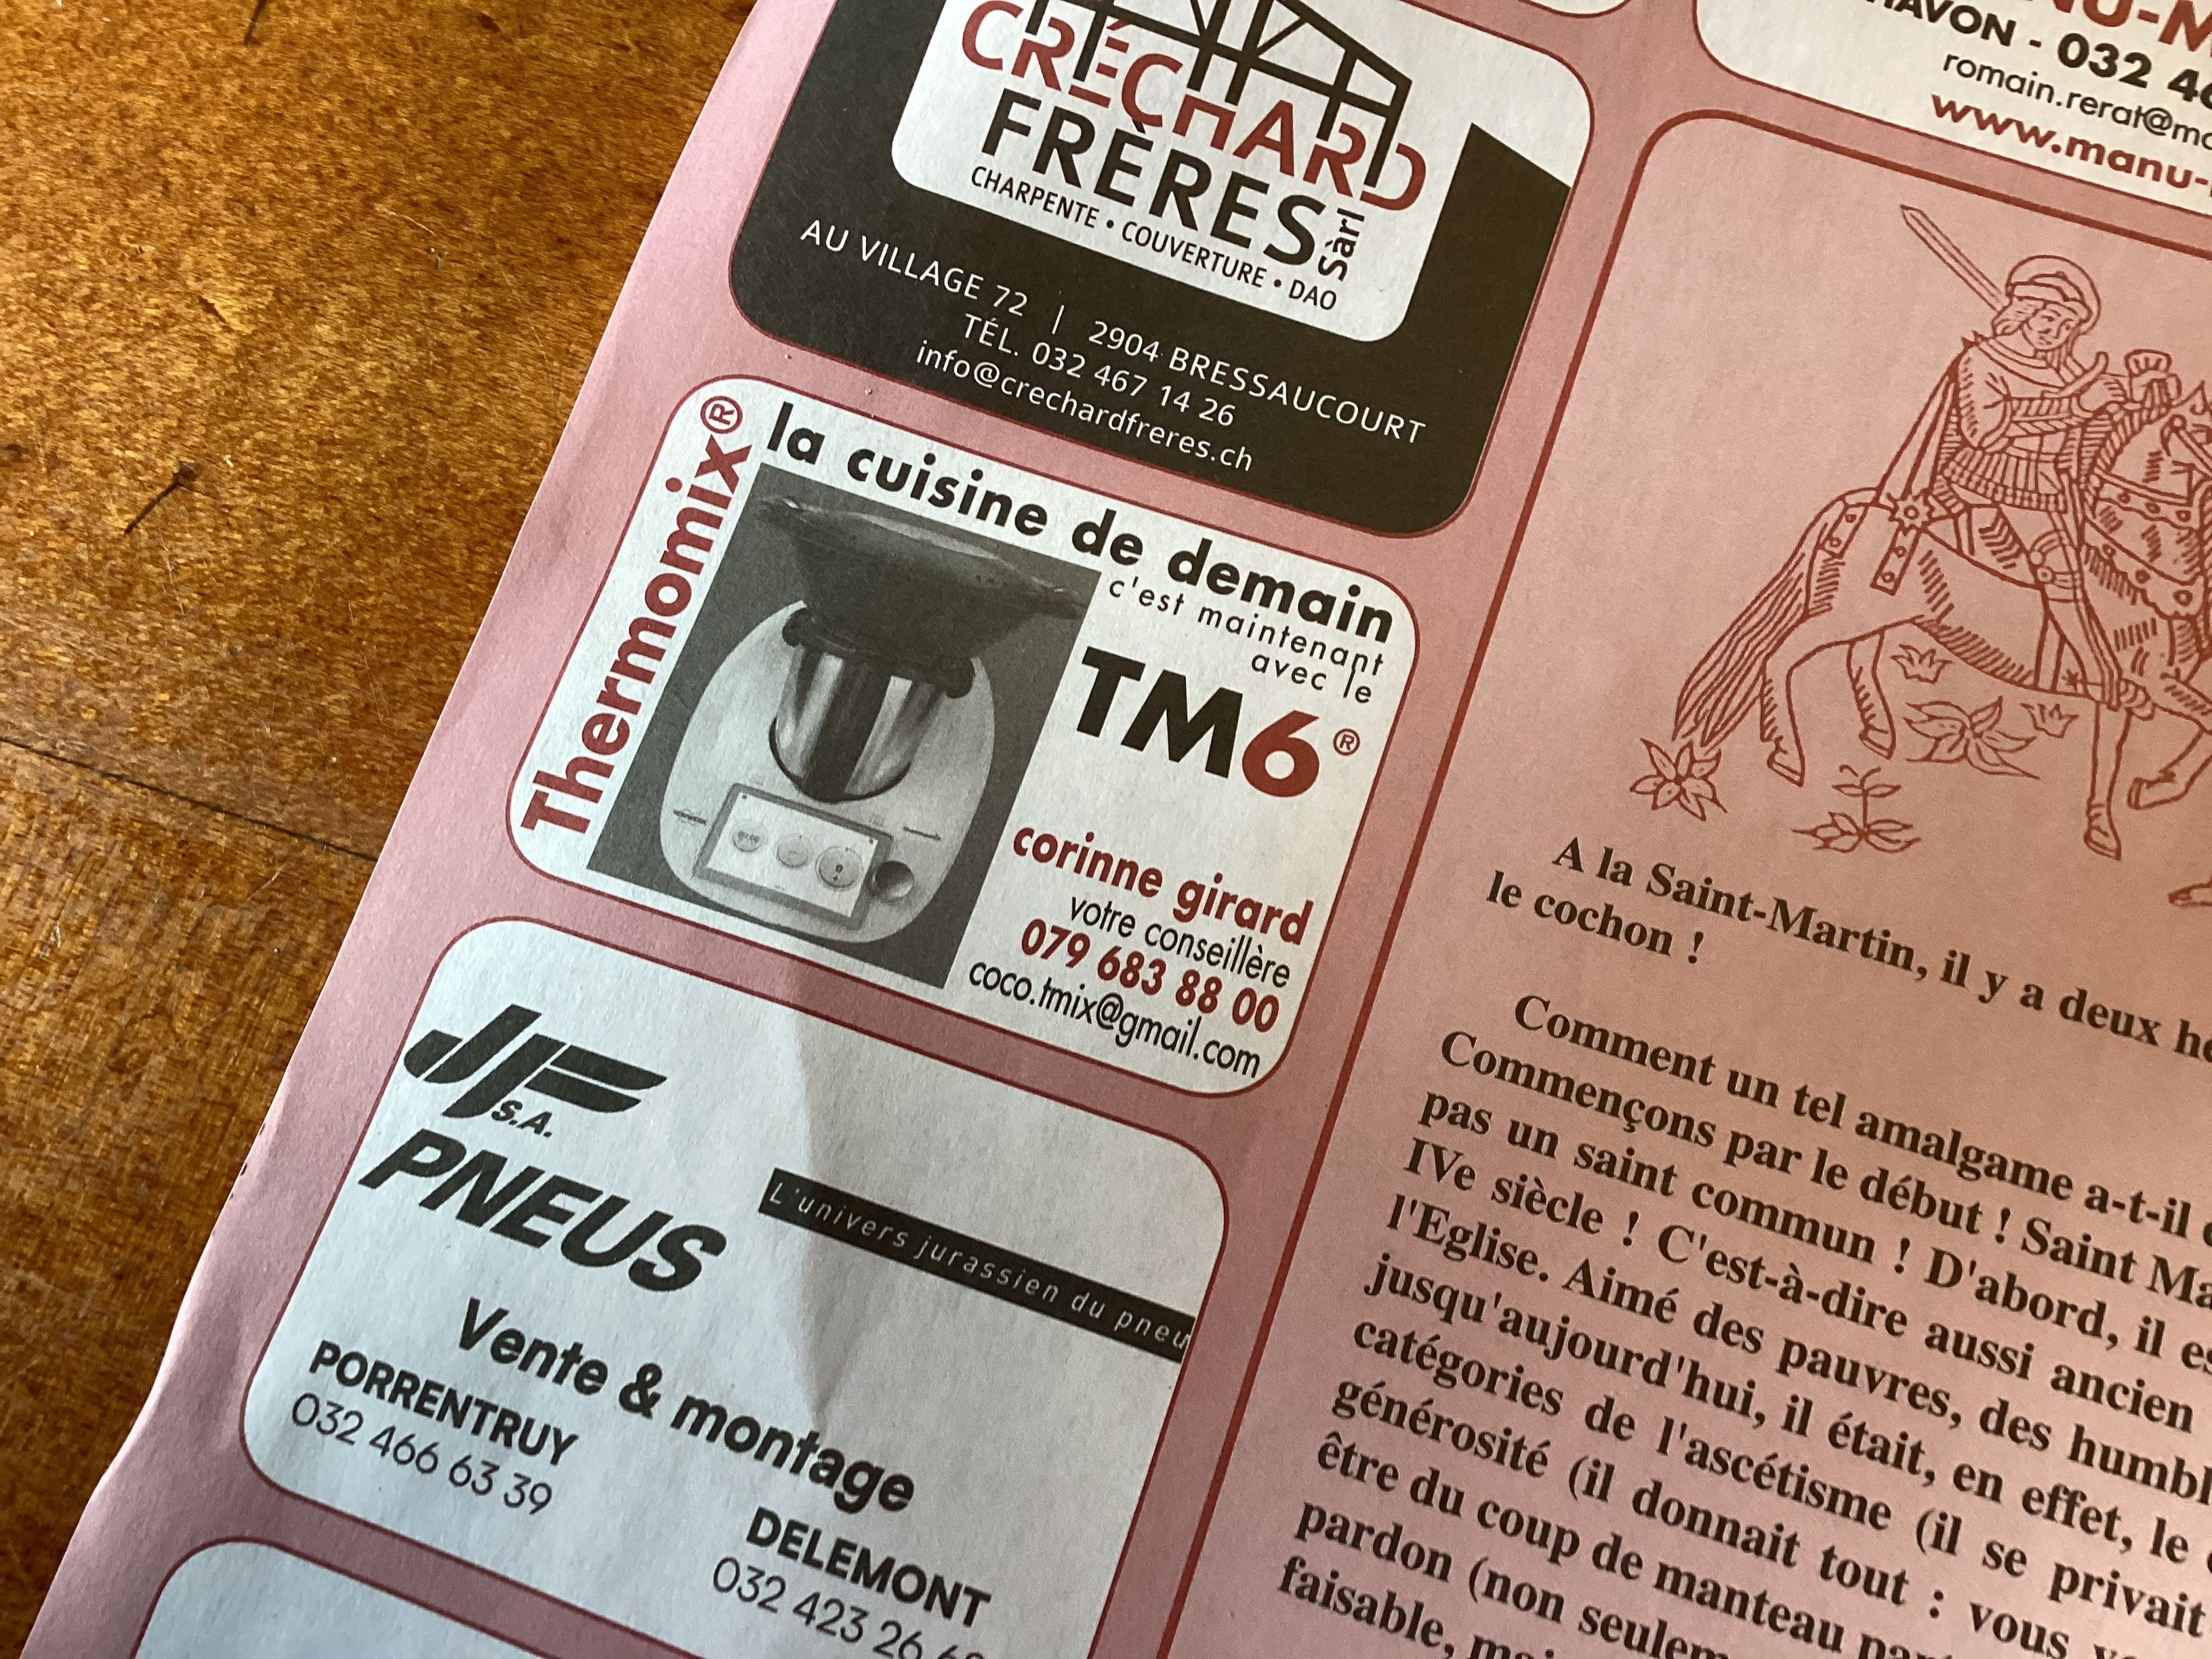 CRÉCHARD
FRÈRES Sàrl
CHARPENTE • COUVERTURE • DAO
AU VILLAGE 72 | 2904 BRESSAUCOURT
TÉL. 032 467 14 26
info@crechardfreres.ch
Thermomix®
la cuisine de demain
c'est maintenant
avec le
TM6®
corinne girard
votre conseillère
079 683 88 00
coco.tmix@gmail.com
JF
S.A.
PNEUS
L'univers jurassien du pneu
Vente & montage
PORRENTRUY
032 466 63 39
DELEMONT
032 423 26
- 032
romain.rerat@
www.manu-
A la Saint-Martin, il y a deux
le cochon !
Comment un tel amalgame a-t-il
Commençons par le début ! Saint
pas un saint commun ! D'abord, il
IVe siècle ! C'est-à-dire aussi ancien
l'Eglise. Aimé des pauvres, des
jusqu'aujourd'hui, il était, en effet, le
catégories de l'ascétisme (il se privait
générosité (il donnait tout : vous
être du coup de manteau
pardon (non
faisable,